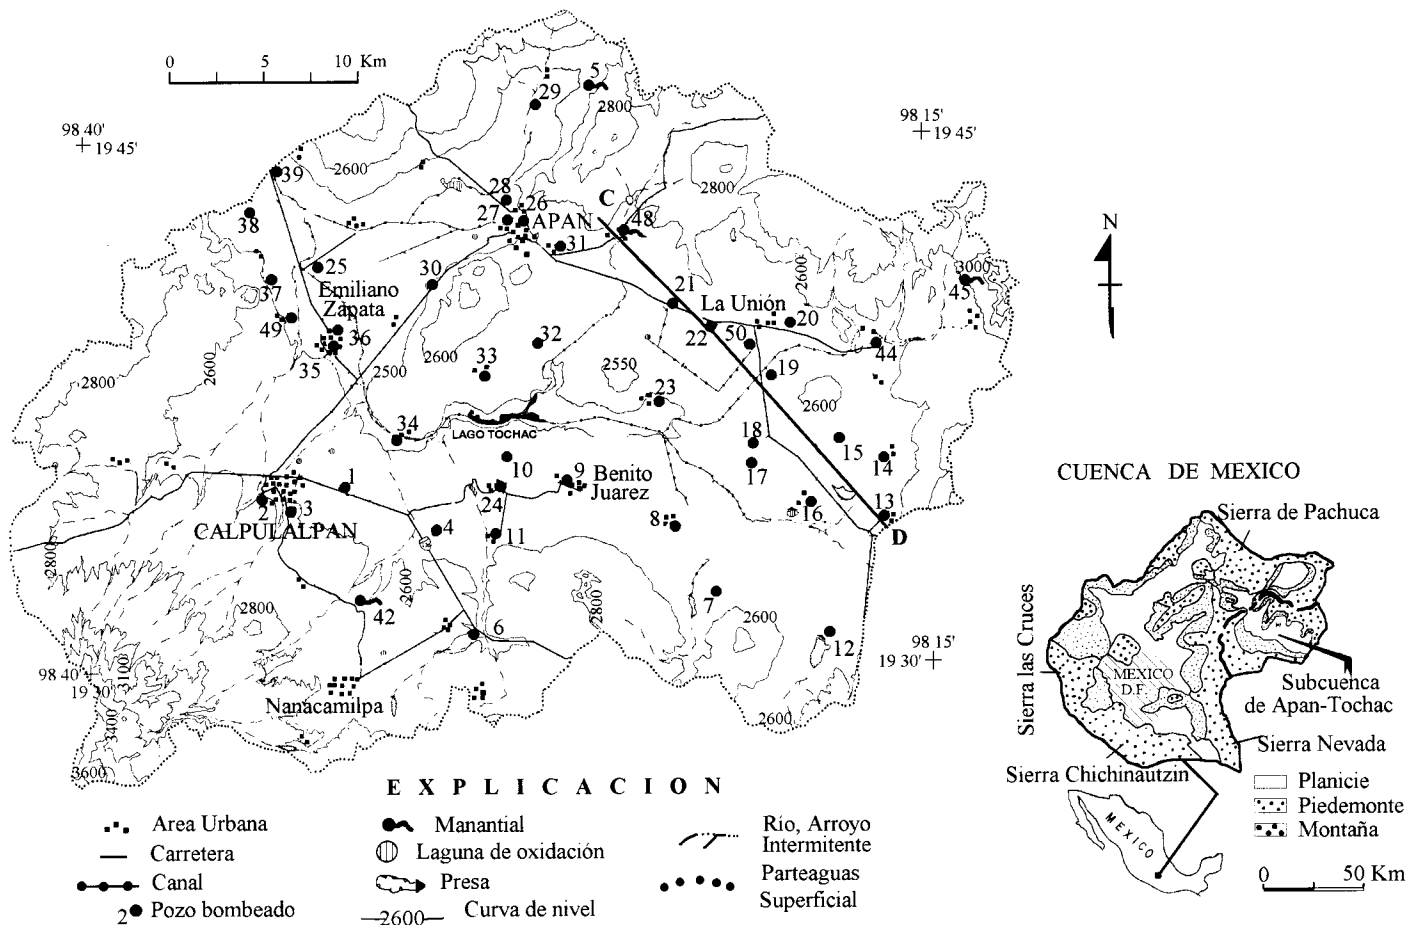 0 5 10 Km
98 40'
19 45'
98 15'
19 45'
N
5
29
2800
2600
39
38
28
26
27
APAN
C
48
31
2800
3000
45
25
37
Emiliano
Zapata
49
36
35
30
21
La Unión
2600
20
22
50
44
2600
2800
2600
2500
33
32
2550
23
19
2600
34
LAGO TOCHAC
18
17
15
14
10
1
9
Benito
Juarez
24
2
3
CALPULALPAN
4
11
8
16
13
D
2800
2600
42
2800
2800
6
7
2600
12
98 40'
19 30'
3100
3400
3600
Nanacamilpa
98 15'
19 30'
2600
CUENCA DE MEXICO
Sierra de Pachuca
Sierra las Cruces
MEXICO
D.F.
Subcuenca
de Apan-Tochac
Sierra Nevada
Sierra Chichinautzin
MEXICO
Planicie
Piedemonte
Montaña
0 50 Km
EXPLICACION
Area Urbana
Carretera
Canal
2 Pozo bombeado
Manantial
Laguna de oxidación
Presa
2600 Curva de nivel
Río, Arroyo
Intermitente
Parteaguas
Superficial